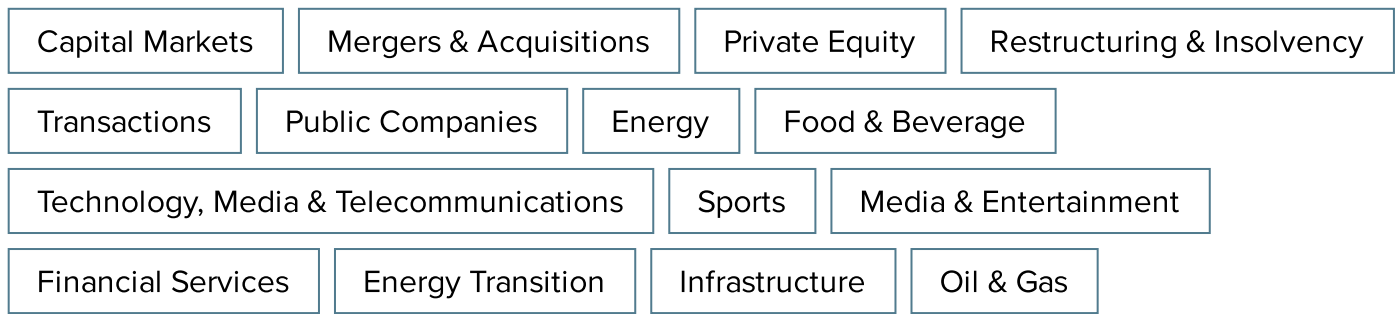 Capital Markets Mergers & Acquisitions Private Equity Restructuring & Insolvency
Transactions Public Companies Energy Food & Beverage
Technology, Media & Telecommunications Sports Media & Entertainment
Financial Services Energy Transition Infrastructure Oil & Gas